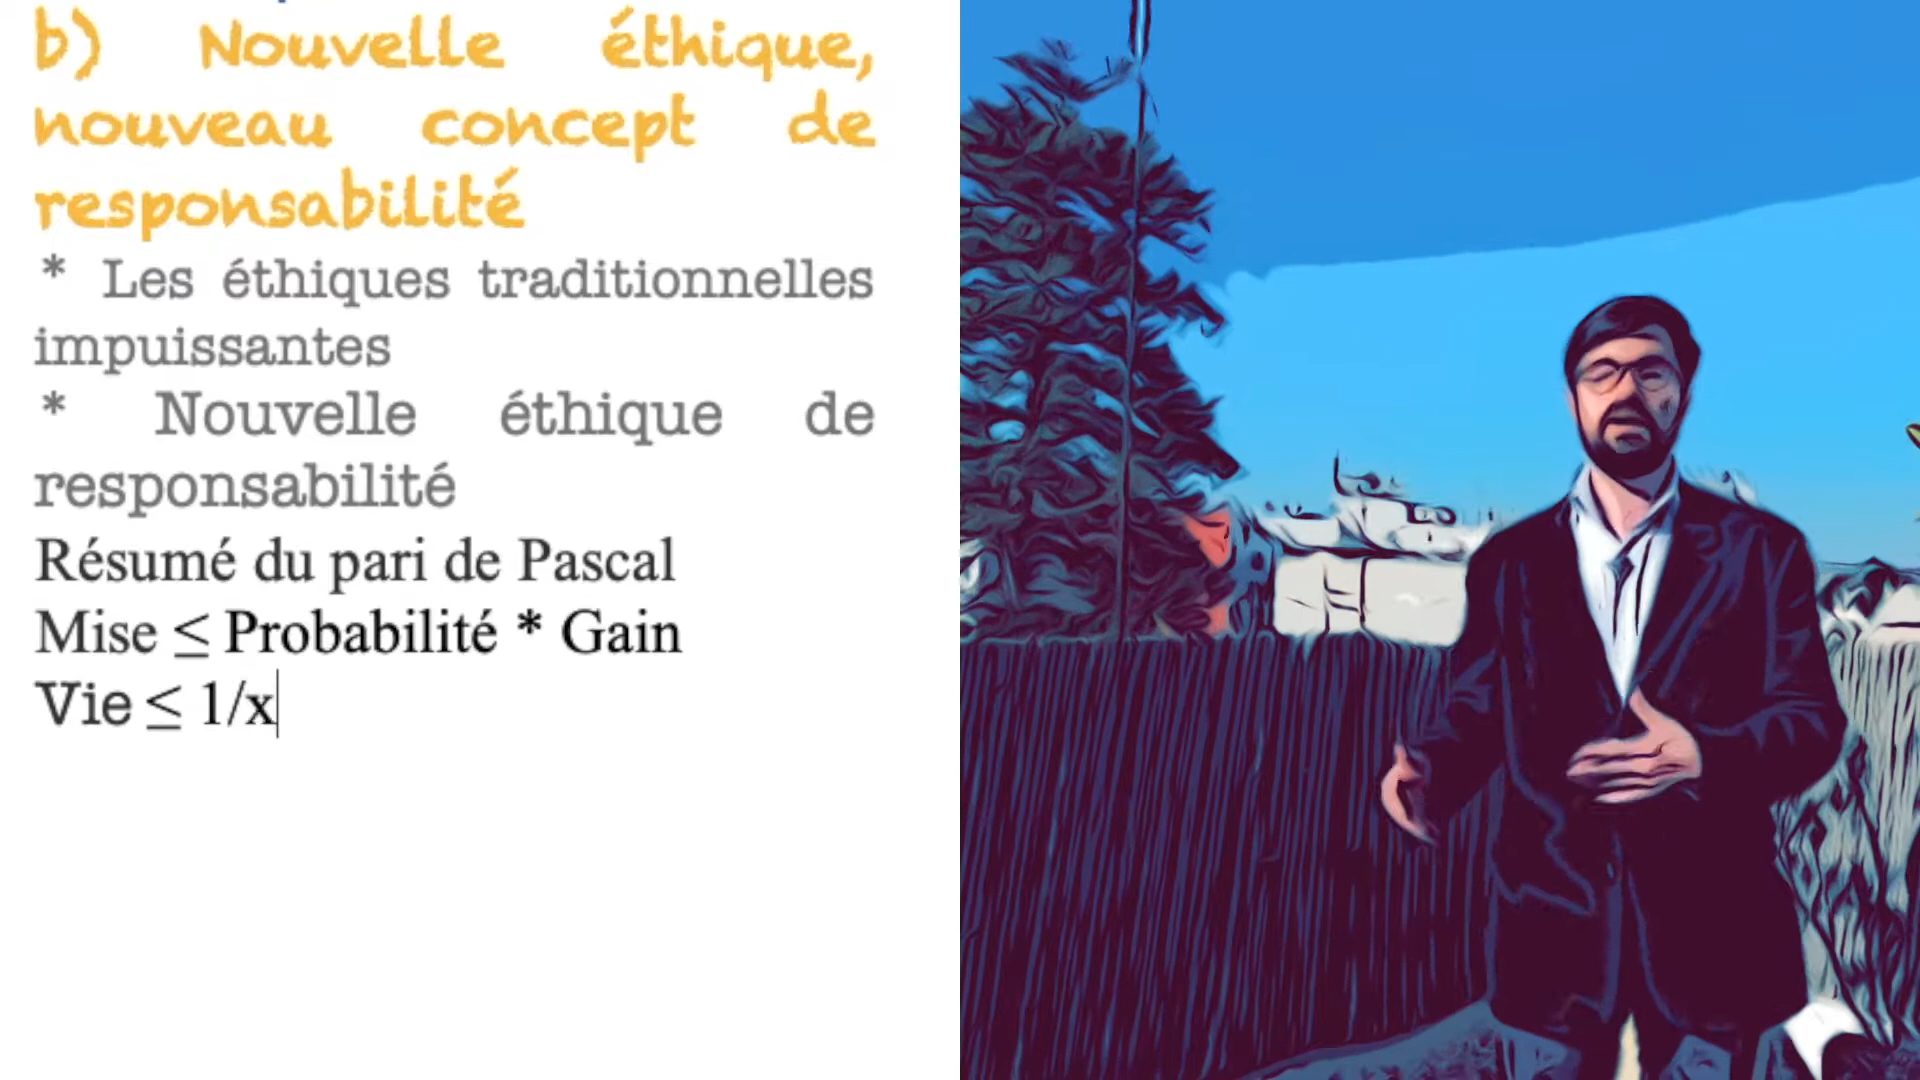 b) Nouvelle éthique,
nouveau concept de
responsabilité
* Les éthiques traditionnelles
impuissantes
* Nouvelle éthique de
responsabilité
Résumé du pari de Pascal
Mise ≤ Probabilité * Gain
Vie ≤ 1/x